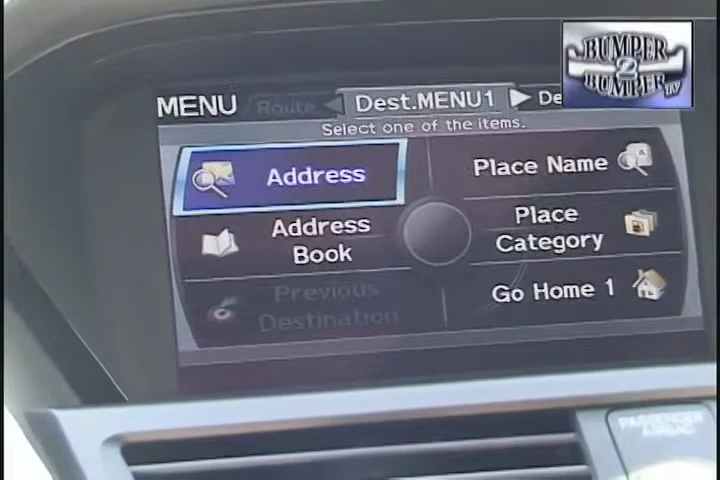 BUMPER
2
BUMPER TV
MENU Route Dest.MENU1 De
Select one of the items.
Address
Place Name
Address
Book
Place
Category
Previous
Destination
Go Home 1
PASSENGER
AIRBAG